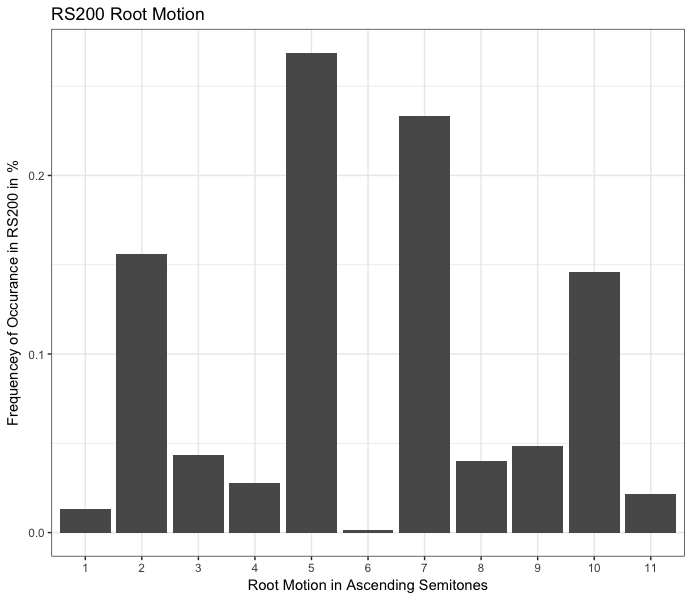 RS200 Root Motion
Frequencey of Occurance in RS200 in %
0.2
0.1
0.0
1 2 3 4 5 6 7 8 9 10 11
Root Motion in Ascending Semitones